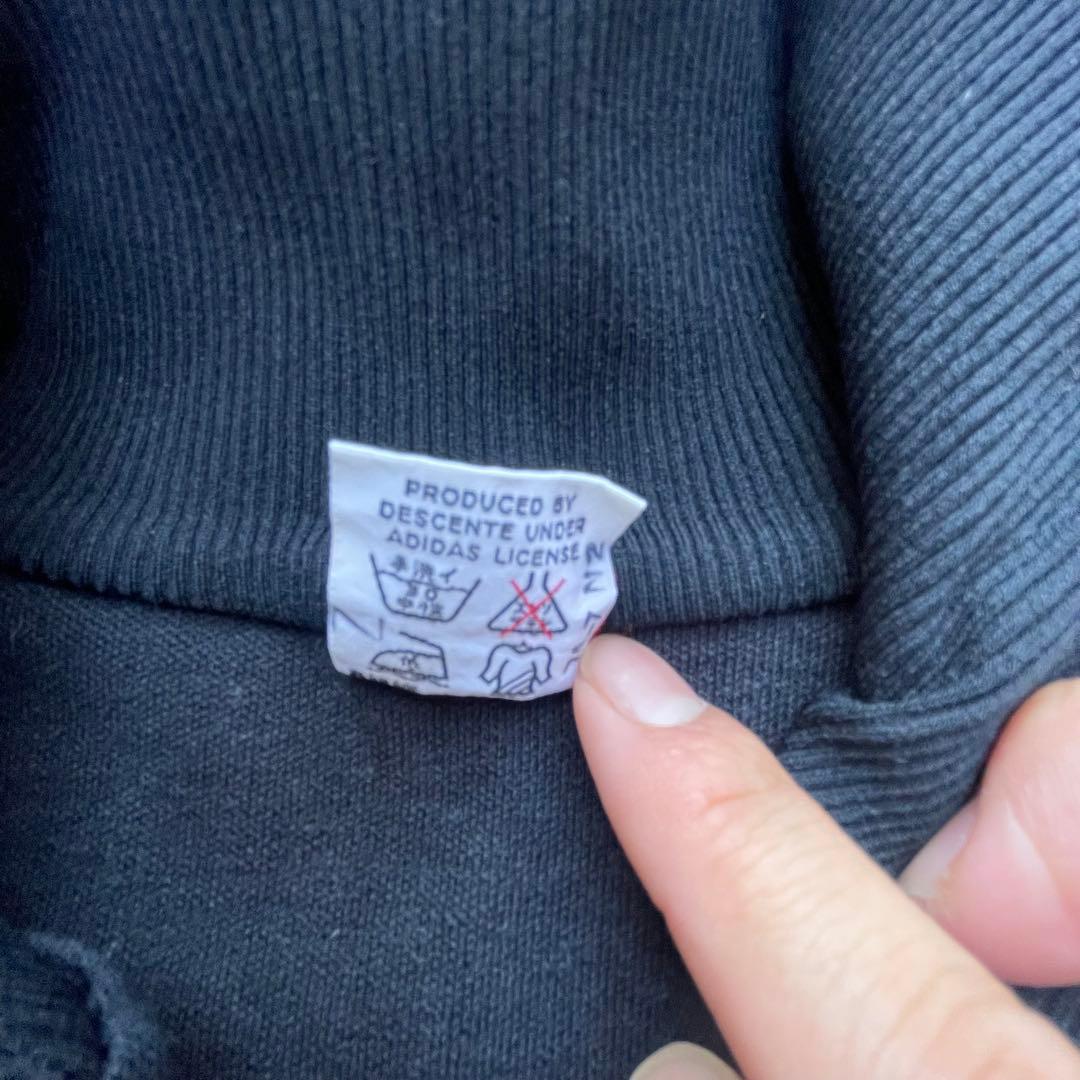 PRODUCED BY
DESCENTE UNDER
ADIDAS LICENSE
手洗イ
30
中性